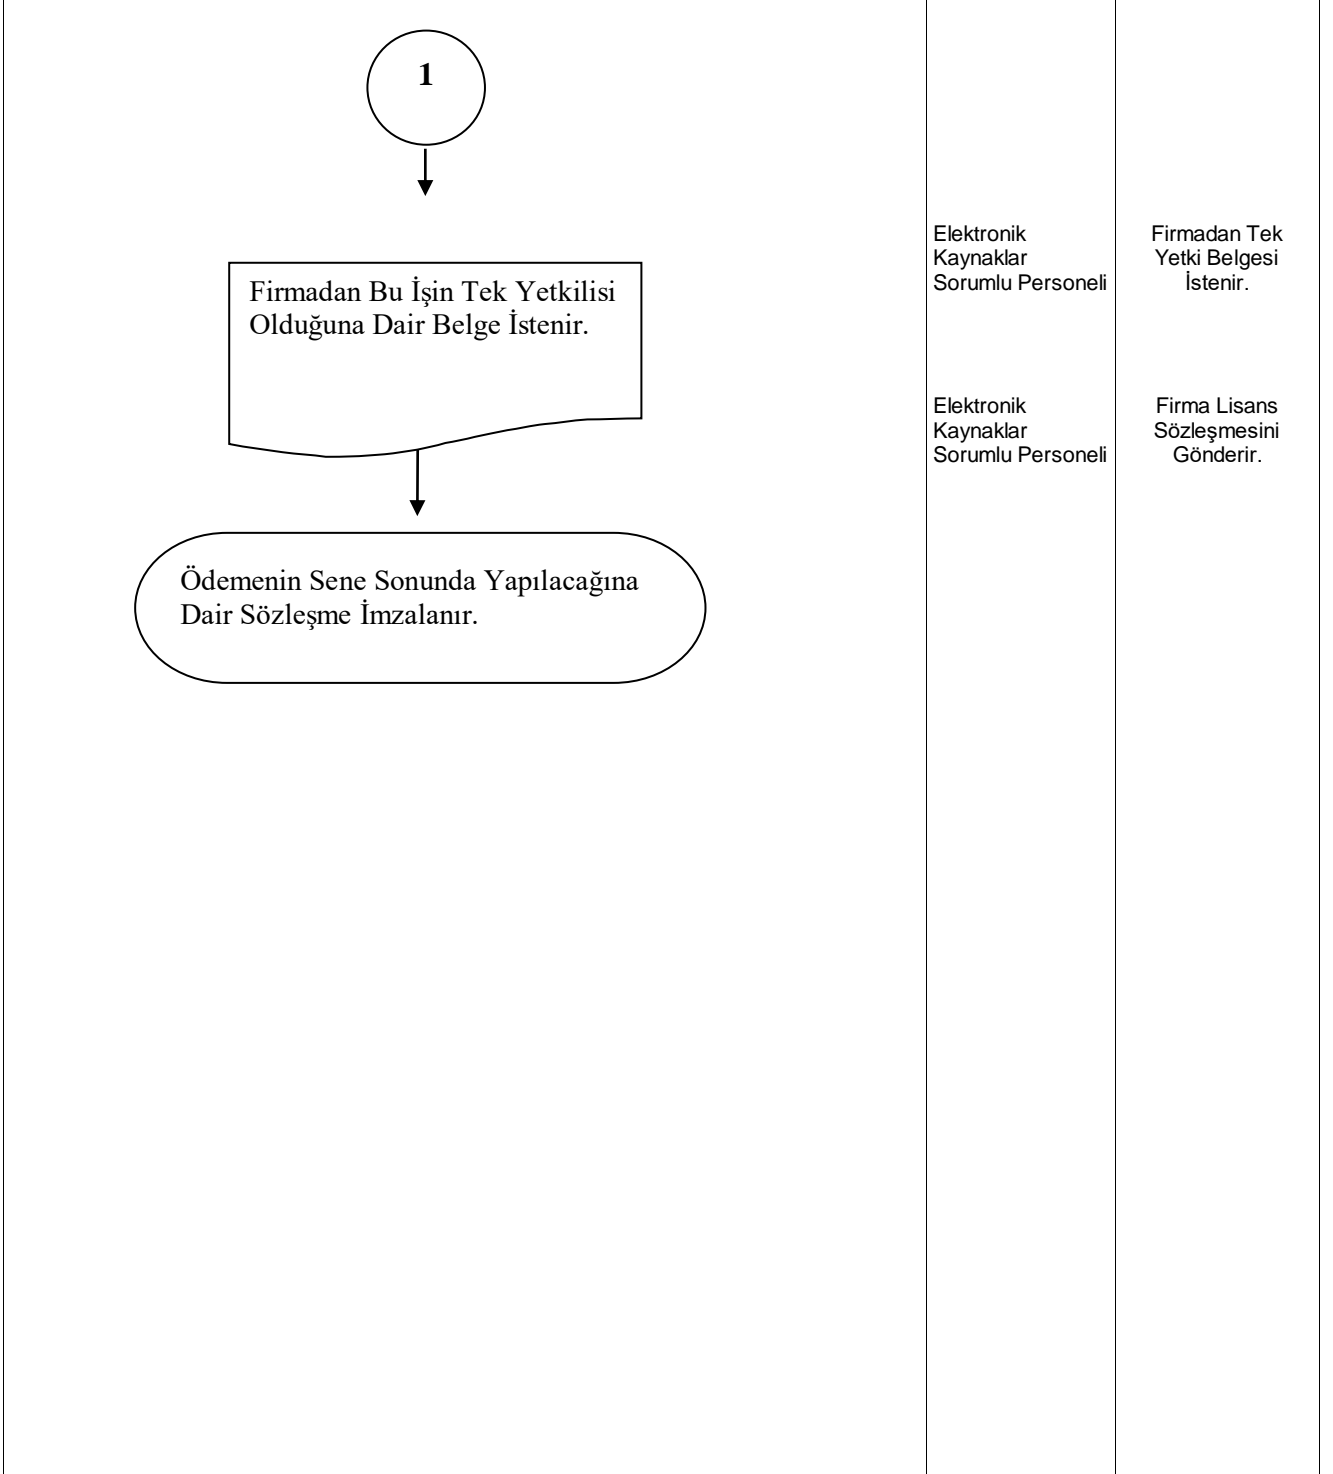 1
Firmadan Bu İşin Tek Yetkilisi
Olduğuna Dair Belge İstenir.
Ödemenin Sene Sonunda Yapılacağına
Dair Sözleşme İmzalanır.
Elektronik
Kaynaklar
Sorumlu Personeli
Firmadan Tek
Yetki Belgesi
İstenir.
Elektronik
Kaynaklar
Sorumlu Personeli
Firma Lisans
Sözleşmesini
Gönderir.